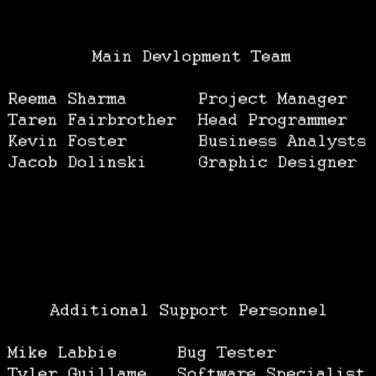 Main Devlopment Team
Reema Sharma Project Manager
Taren Fairbrother Head Programmer
Kevin Foster Business Analysts
Jacob Dolinski Graphic Designer
Additional Support Personnel
Mike Labbie Bug Tester
Tyler Guillame Software Specialist